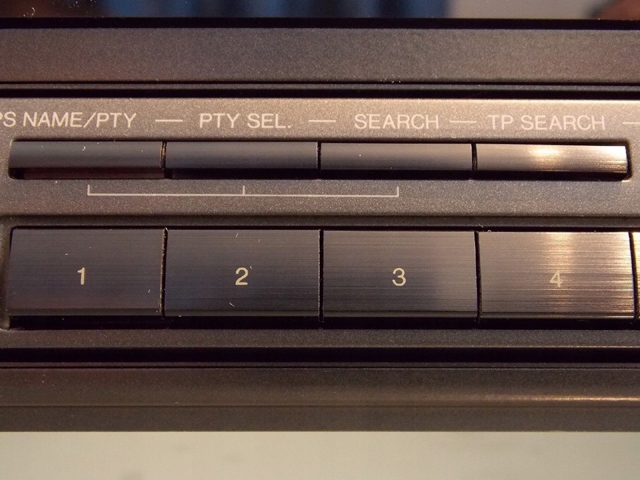 PS NAME/PTY — PTY SEL. — SEARCH — TP SEARCH —
1 2 3 4